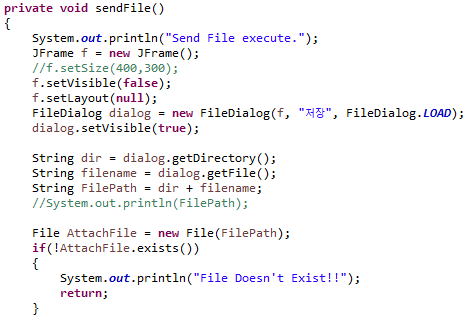 private void sendFile()
{
    System.out.println("Send File execute.");
    JFrame f = new JFrame();
    //f.setSize(400,300);
    f.setVisible(false);
    f.setLayout(null);
    FileDialog dialog = new FileDialog(f, "저장", FileDialog.LOAD);
    dialog.setVisible(true);

    String dir = dialog.getDirectory();
    String filename = dialog.getFile();
    String FilePath = dir + filename;
    //System.out.println(FilePath);

    File AttachFile = new File(FilePath);
    if(!AttachFile.exists())
    {
        System.out.println("File Doesn't Exist!!");
        return;
    }